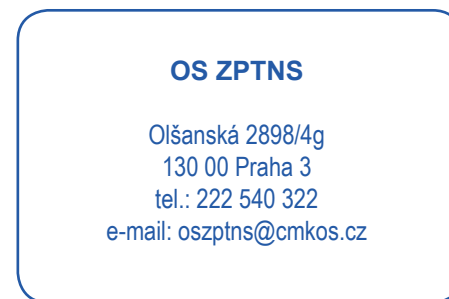 OS ZPTNS
Olšanská 2898/4g
130 00 Praha 3
tel.: 222 540 322
e-mail: oszptns@cmkos.cz